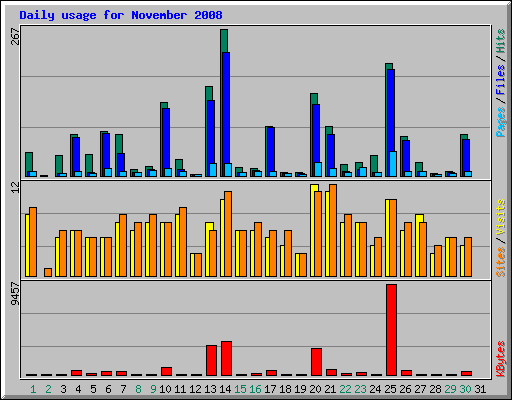 Daily usage for November 2008
267
Pages / Files / Hits
12
Sites / Visits
9457
KBytes
1 2 3 4 5 6 7 8 9 10 11 12 13 14 15 16 17 18 19 20 21 22 23 24 25 26 27 28 29 30 31